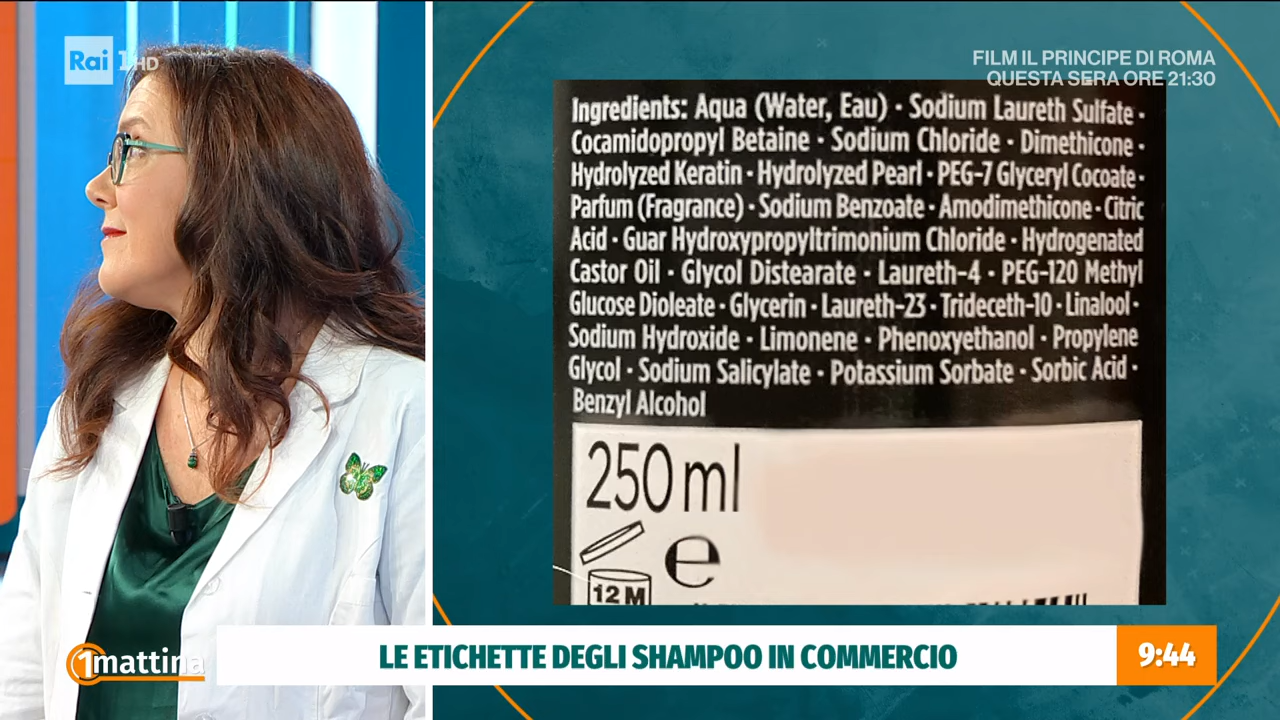 Rai 1 HD
FILM IL PRINCIPE DI ROMA
QUESTA SERA ORE 21:30
Ingredients: Aqua (Water, Eau) · Sodium Laureth Sulfate ·
Cocamidopropyl Betaine · Sodium Chloride · Dimethicone ·
Hydrolyzed Keratin · Hydrolyzed Pearl · PEG-7 Glyceryl Cocoate ·
Parfum (Fragrance) · Sodium Benzoate · Amodimethicone · Citric
Acid · Guar Hydroxypropyltrimonium Chloride · Hydrogenated
Castor Oil · Glycol Distearate · Laureth-4 · PEG-120 Methyl
Glucose Dioleate · Glycerin · Laureth-23 · Trideceth-10 · Linalool ·
Sodium Hydroxide · Limonene · Phenoxyethanol · Propylene
Glycol · Sodium Salicylate · Potassium Sorbate · Sorbic Acid ·
Benzyl Alcohol
250 ml
e
12 M
1mattina
LE ETICHETTE DEGLI SHAMPOO IN COMMERCIO
9:44